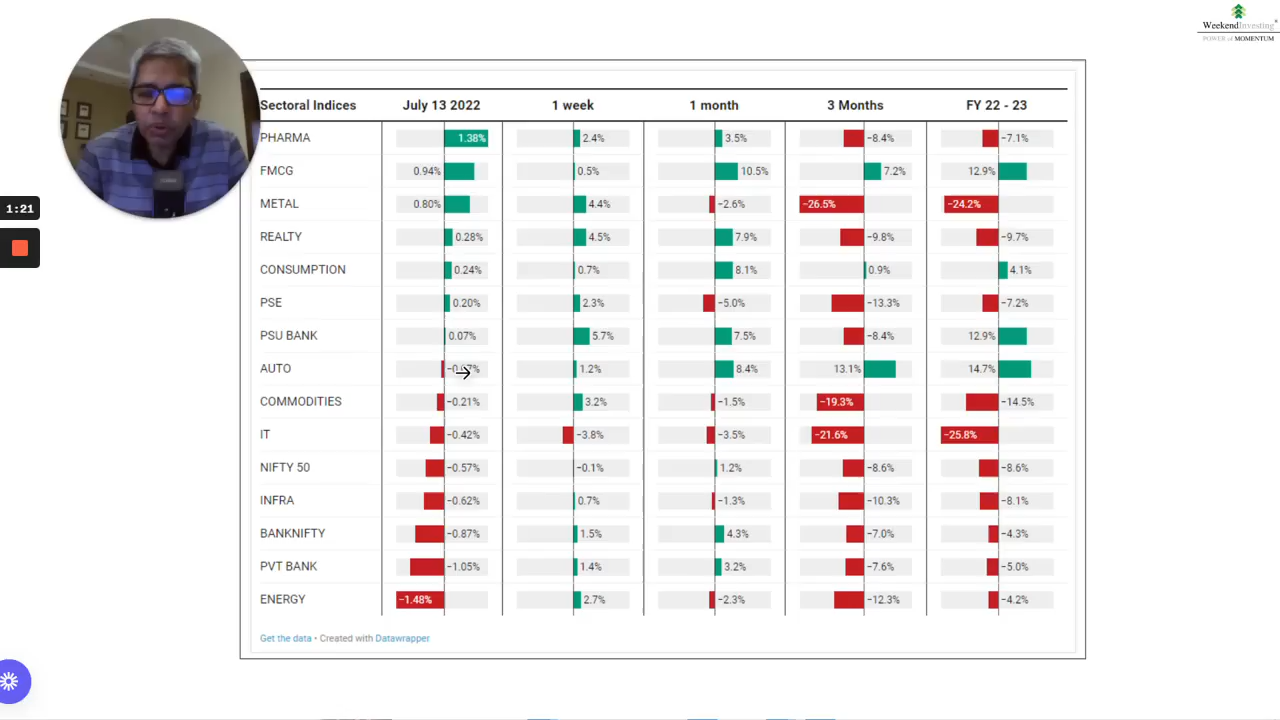 WeekendInvesting
POWER of MOMENTUM
Sectoral Indices July 13 2022 1 week 1 month 3 Months FY 22 - 23
PHARMA 1.38% 2.4% 3.5% −8.4% −7.1%
FMCG 0.94% 0.5% 10.5% 7.2% 12.9%
METAL 0.80% 4.4% −2.6% −26.5% −24.2%
1:21
REALTY 0.28% 4.5% 7.9% −9.8% −9.7%
CONSUMPTION 0.24% 0.7% 8.1% 0.9% 4.1%
PSE 0.20% 2.3% −5.0% −13.3% −7.2%
PSU BANK 0.07% 5.7% 7.5% −8.4% 12.9%
AUTO 1.2% 8.4% 13.1% 14.7%
COMMODITIES −0.21% 3.2% −1.5% −19.3% −14.5%
IT −0.42% −3.8% −3.5% −21.6% −25.8%
NIFTY 50 −0.57% −0.1% 1.2% −8.6% −8.6%
INFRA −0.62% 0.7% −1.3% −10.3% −8.1%
BANKNIFTY −0.87% 1.5% 4.3% −7.0% −4.3%
PVT BANK −1.05% 1.4% 3.2% −7.6% −5.0%
ENERGY −1.48% 2.7% −2.3% −12.3% −4.2%
Get the data • Created with Datawrapper